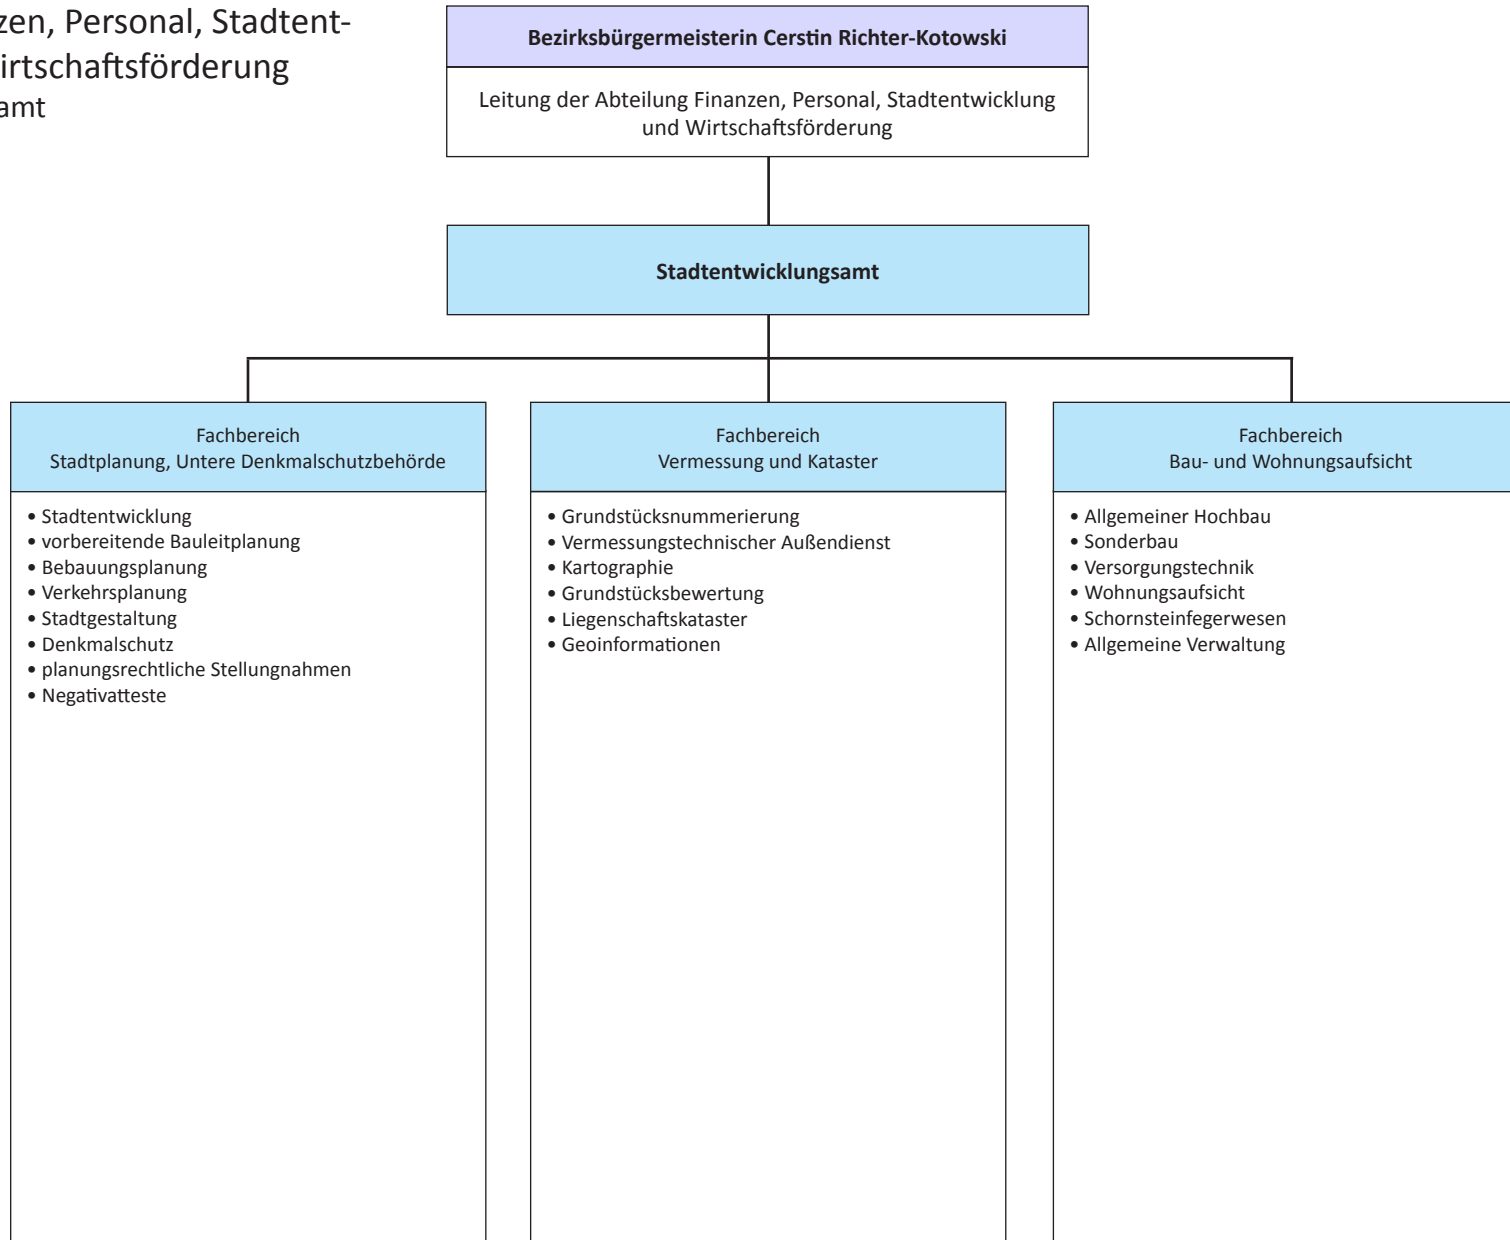 zen, Personal, Stadtent-
irtschaftsförderung
amt
Bezirksbürgermeisterin Cerstin Richter-Kotowski
Leitung der Abteilung Finanzen, Personal, Stadtentwicklung
und Wirtschaftsförderung
Stadtentwicklungsamt
Fachbereich
Stadtplanung, Untere Denkmalschutzbehörde
• Stadtentwicklung
• vorbereitende Bauleitplanung
• Bebauungsplanung
• Verkehrsplanung
• Stadtgestaltung
• Denkmalschutz
• planungsrechtliche Stellungnahmen
• Negativatteste
Fachbereich
Vermessung und Kataster
• Grundstücksnummerierung
• Vermessungstechnischer Außendienst
• Kartographie
• Grundstücksbewertung
• Liegenschaftskataster
• Geoinformationen
Fachbereich
Bau- und Wohnungsaufsicht
• Allgemeiner Hochbau
• Sonderbau
• Versorgungstechnik
• Wohnungsaufsicht
• Schornsteinfegerwesen
• Allgemeine Verwaltung